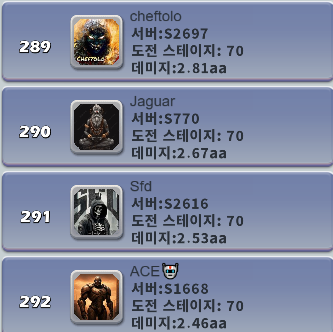 289
CHEFTOLO
cheftolo
서버:S2697
도전 스테이지: 70
데미지:2.81aa
290
Jaguar
서버:S770
도전 스테이지: 70
데미지:2.67aa
291
SFD
Sfd
서버:S2616
도전 스테이지: 70
데미지:2.53aa
292
ACE
서버:S1668
도전 스테이지: 70
데미지:2.46aa